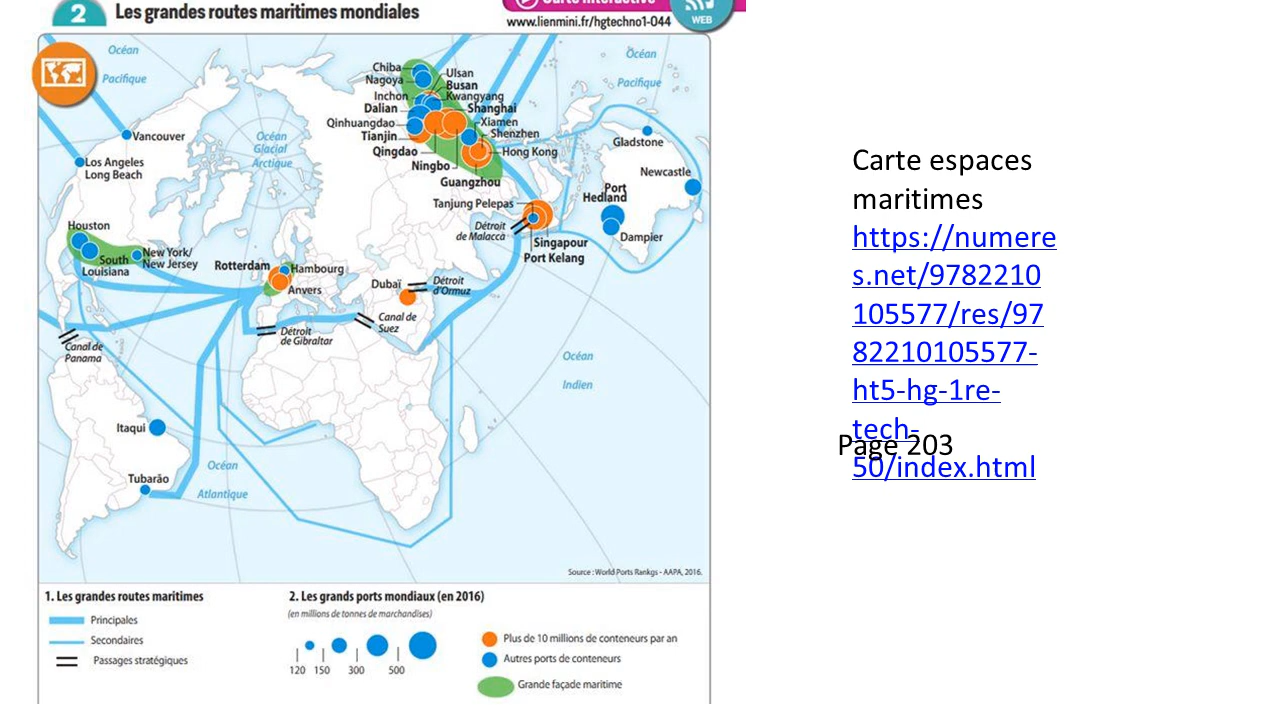 2 Les grandes routes maritimes mondiales
Carte interactive
www.lienmini.fr/hgtechno1-044
WEB
Océan
Pacifique
Océan
Pacifique
Chiba
Nagoya
Ulsan
Busan
Inchon
Kwangyang
Dalian
Shanghai
Qinhuangdao
Xiamen
Tianjin
Shenzhen
Qingdao
Hong Kong
Ningbo
Guangzhou
Vancouver
Los Angeles
Long Beach
Océan
Glacial
Arctique
Gladstone
Newcastle
Port
Hedland
Dampier
Tanjung Pelepas
Détroit
de Malacca
Singapour
Port Kelang
Houston
South
Louisiana
New York/
New Jersey
Rotterdam
Hambourg
Anvers
Dubaï
Détroit
d'Ormuz
Canal de
Suez
Détroit
de Gibraltar
Canal de
Panama
Océan
Indien
Itaqui
Tubarão
Océan
Atlantique
Source : World Ports Rankgs - AAPA, 2016.
1. Les grandes routes maritimes
Principales
Secondaires
Passages stratégiques
2. Les grands ports mondiaux (en 2016)
(en millions de tonnes de marchandises)
120 150 300 500
Plus de 10 millions de conteneurs par an
Autres ports de conteneurs
Grande façade maritime
Carte espaces
maritimes
https://numere
s.net/9782210
105577/res/97
82210105577-
ht5-hg-1re-
tech-
Page 203
50/index.html